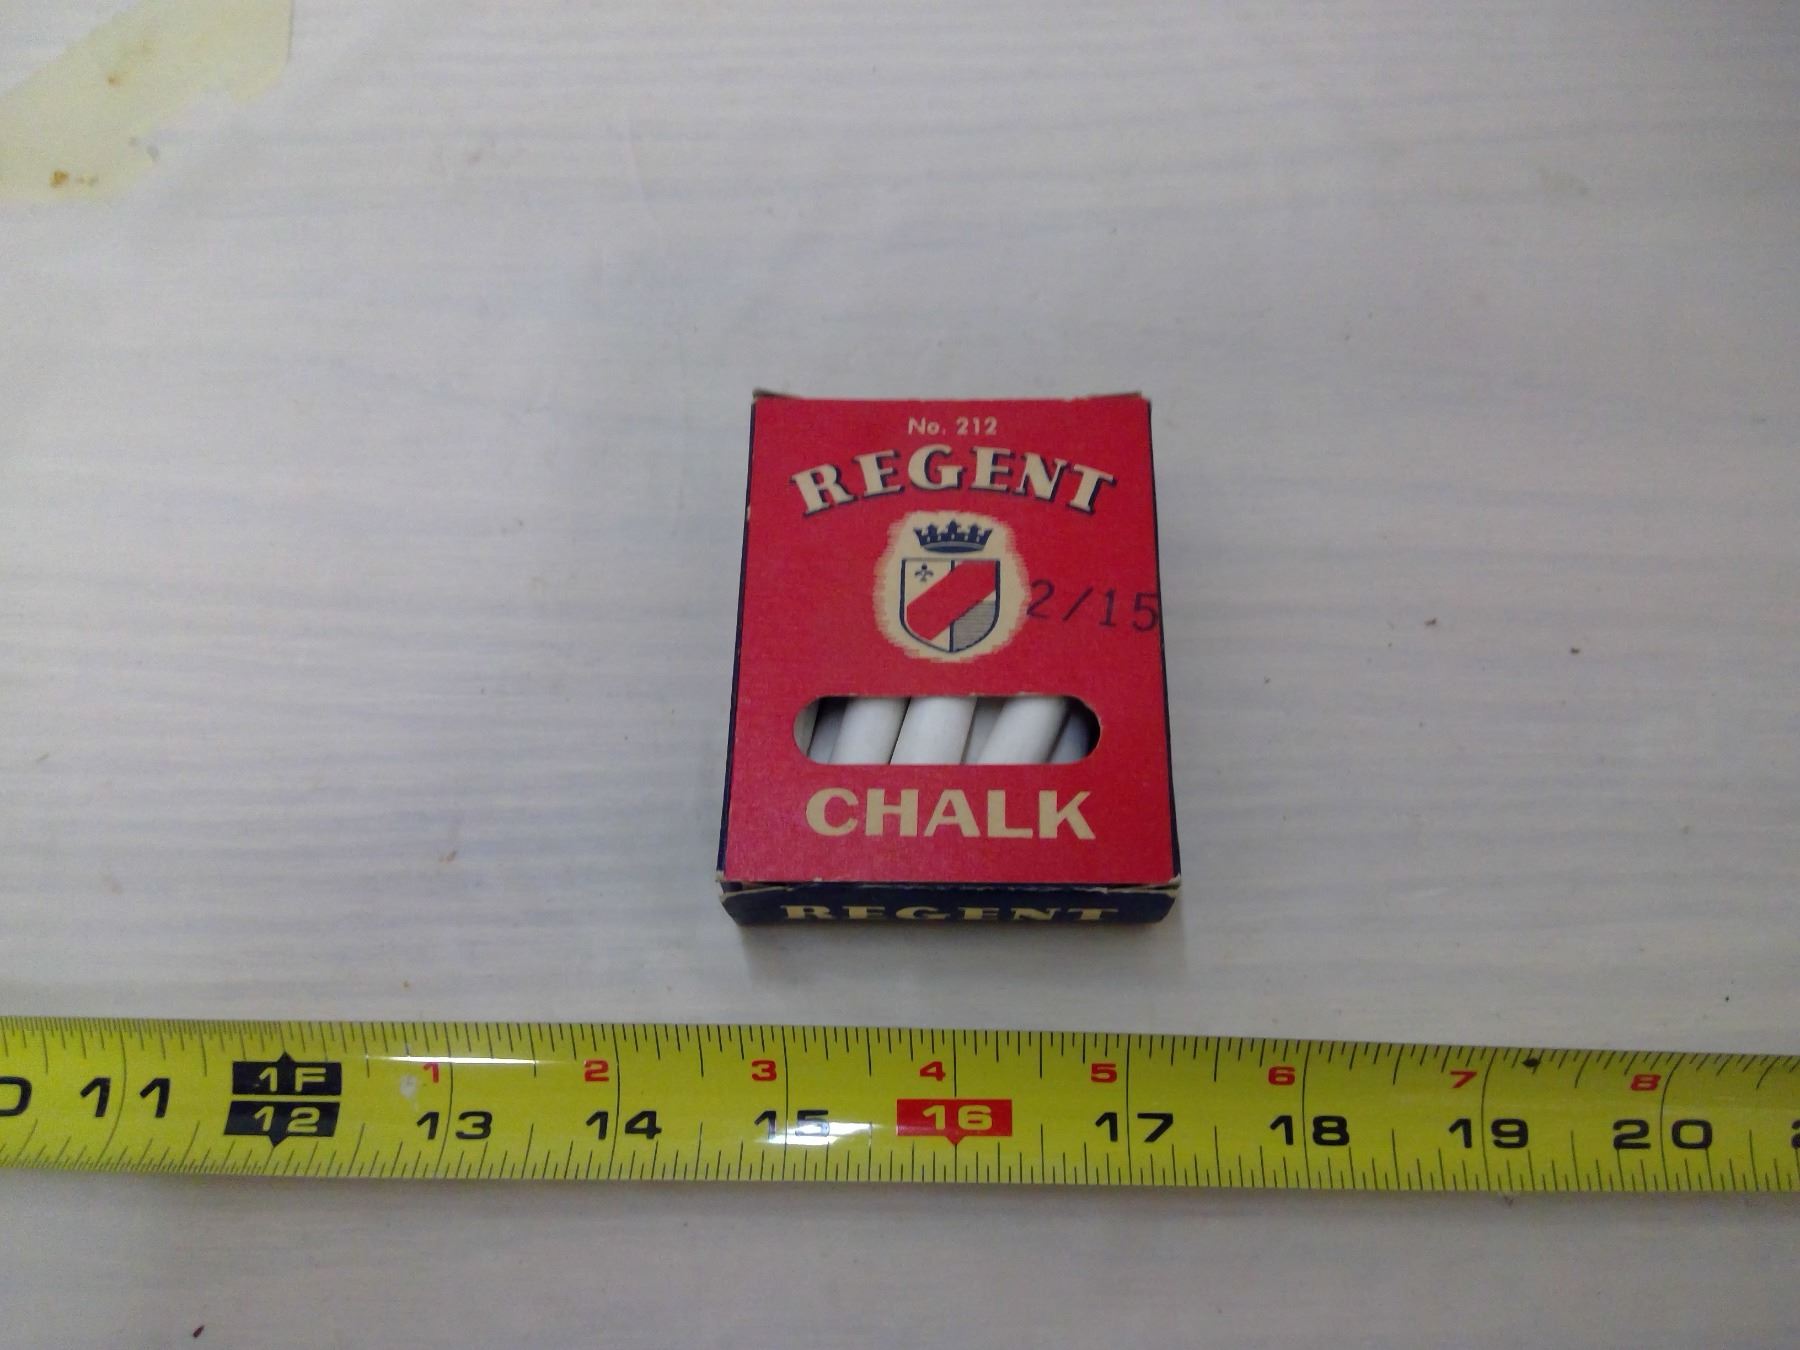 No. 212
REGENT
2/15
CHALK
REGENT
1 2 3 4 5 6 7 8
11 1F 12 13 14 15 16 17 18 19 20